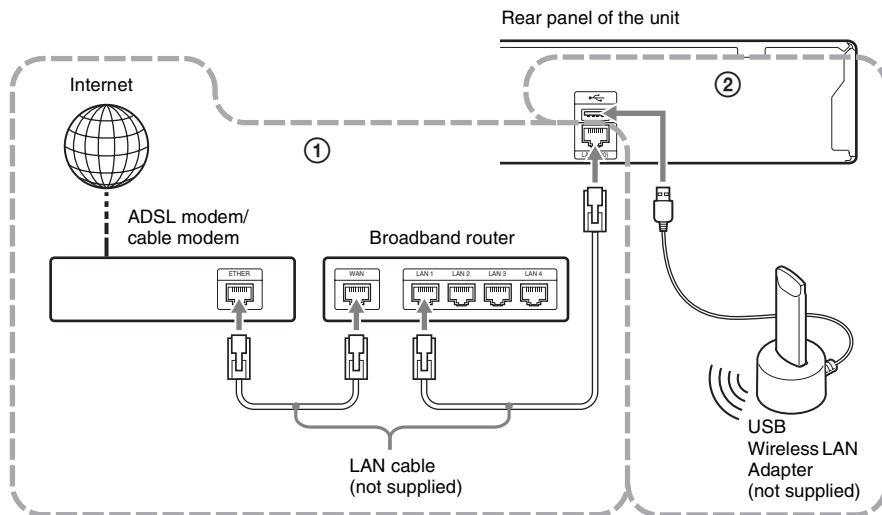 Rear panel of the unit
Internet
①
②
ADSL modem/
cable modem
Broadband router
ETHER
WAN
LAN 1
LAN 2
LAN 3
LAN 4
LAN cable
(not supplied)
USB
Wireless LAN
Adapter
(not supplied)